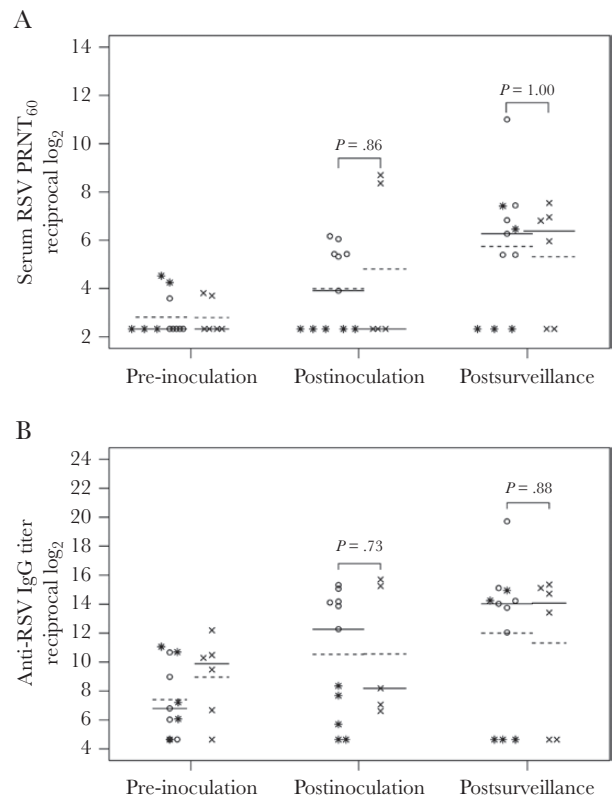 A
Serum RSV PRNT60
reciprocal log2
14
12
10
8
6
4
2
P = .86
P = 1.00
Pre-inoculation Postinoculation Postsurveillance
B
Anti-RSV IgG titer
reciprocal log2
24
22
20
18
16
14
12
10
8
6
4
P = .73
P = .88
Pre-inoculation Postinoculation Postsurveillance